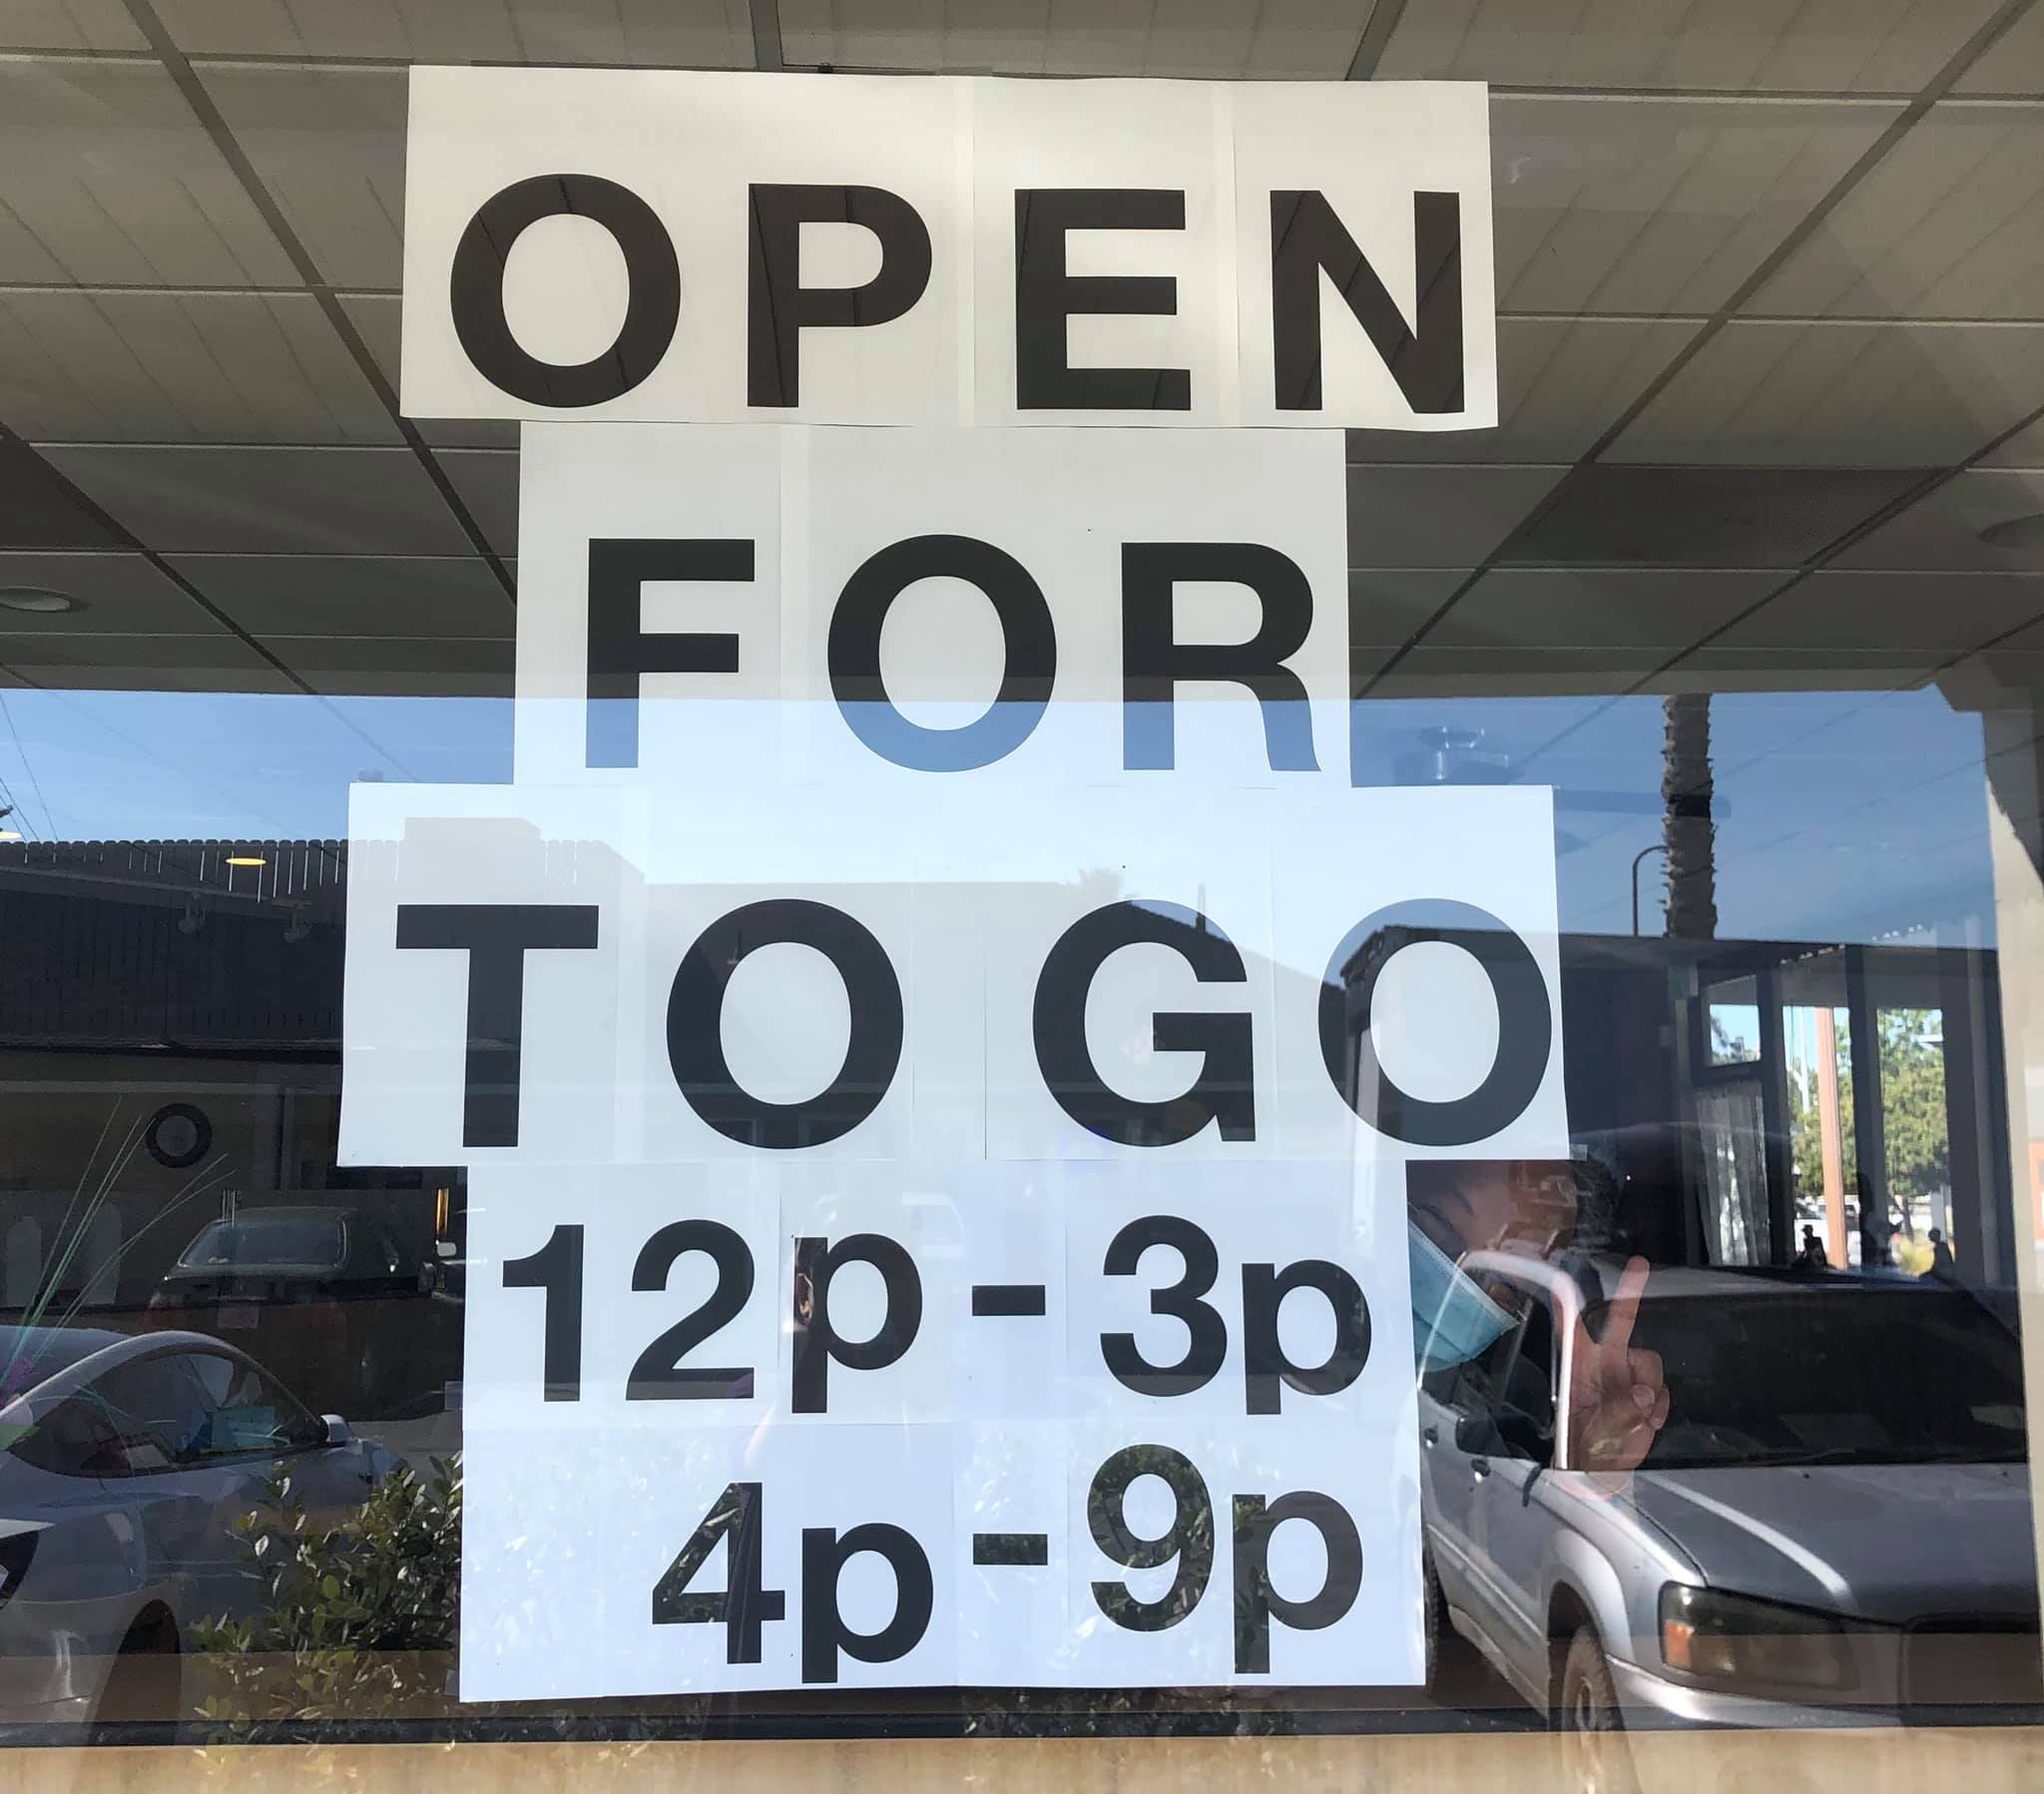 OPEN
FOR
TO GO
12p - 3p
4p - 9p